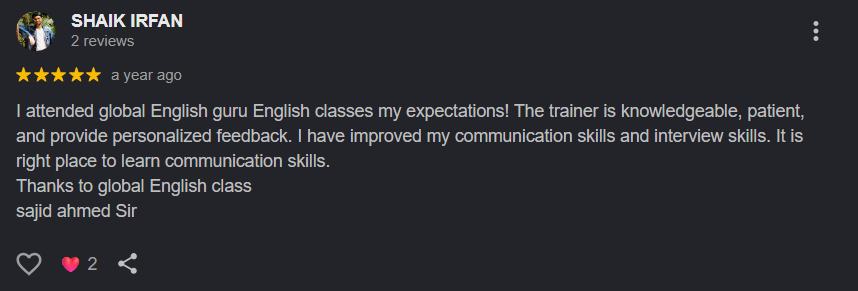 SHAIK IRFAN
2 reviews
a year ago
I attended global English guru English classes my expectations! The trainer is knowledgeable, patient,
and provide personalized feedback. I have improved my communication skills and interview skills. It is
right place to learn communication skills.
Thanks to global English class
sajid ahmed Sir
2